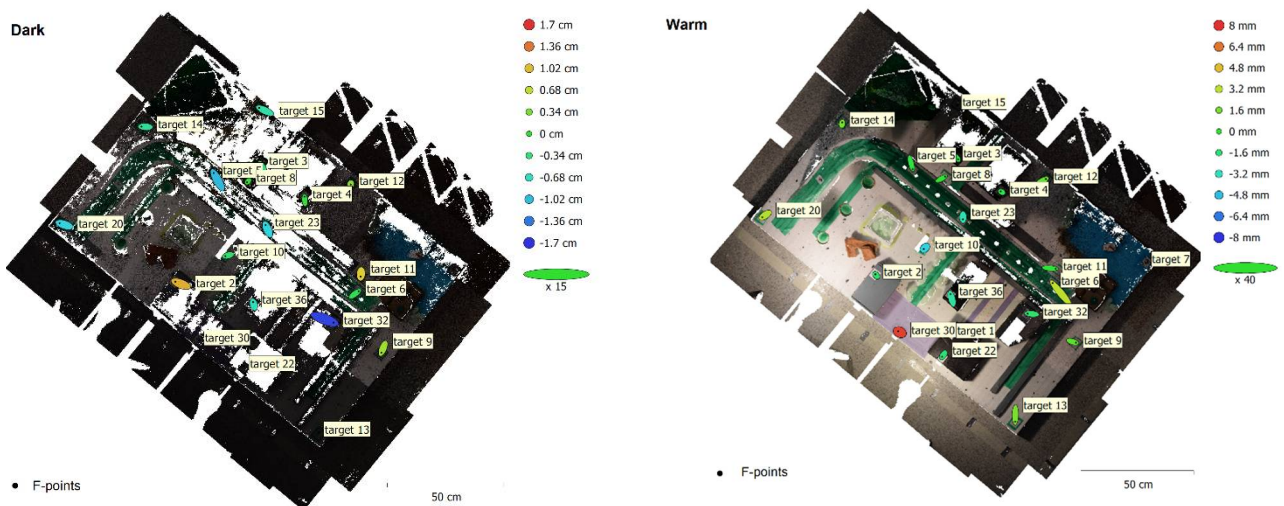 Dark
1.7 cm
1.36 cm
1.02 cm
0.68 cm
0.34 cm
0 cm
-0.34 cm
-0.68 cm
-1.02 cm
-1.36 cm
-1.7 cm
x 15
target 15
target 14
target 3
target 8
target 12
target 4
target 20
target 23
target 10
target 11
target 2
target 6
target 36
target 32
target 30
target 9
target 22
target 13
F-points
50 cm
Warm
8 mm
6.4 mm
4.8 mm
3.2 mm
1.6 mm
0 mm
-1.6 mm
-3.2 mm
-4.8 mm
-6.4 mm
-8 mm
x 40
target 15
target 14
target 5
target 3
target 8
target 12
target 4
target 20
target 23
target 10
target 7
target 2
target 11
target 6
target 36
target 32
target 30
target 1
target 9
target 22
target 13
F-points
50 cm